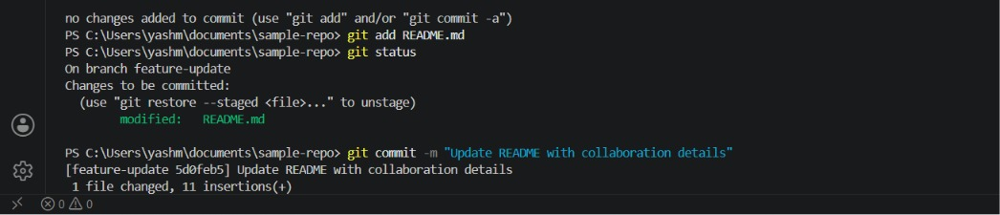 no changes added to commit (use "git add" and/or "git commit -a")
PS C:\Users\yashm\documents\sample-repo> git add README.md
PS C:\Users\yashm\documents\sample-repo> git status
On branch feature-update
Changes to be committed:
  (use "git restore --staged <file>..." to unstage)
        modified:   README.md

PS C:\Users\yashm\documents\sample-repo> git commit -m "Update README with collaboration details"
[feature-update 5d0feb5] Update README with collaboration details
 1 file changed, 11 insertions(+)
0 0